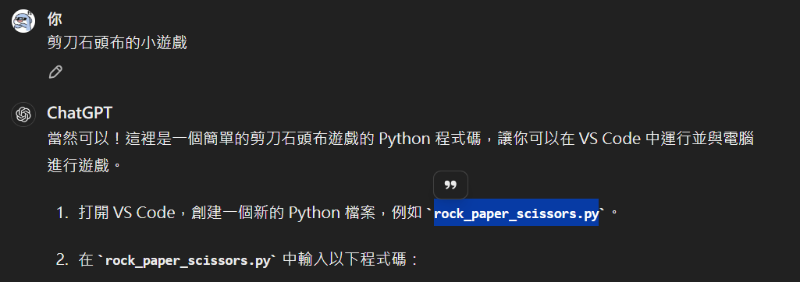 你
剪刀石頭布的小遊戲
ChatGPT
當然可以！這裡是一個簡單的剪刀石頭布遊戲的 Python 程式碼，讓你可以在 VS Code 中運行並與電腦
進行遊戲。
1. 打開 VS Code，創建一個新的 Python 檔案，例如 `rock_paper_scissors.py`。
2. 在 `rock_paper_scissors.py` 中輸入以下程式碼：